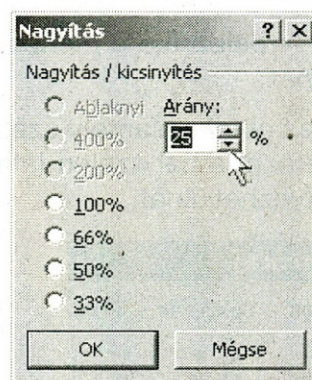 Nagyítás
Nagyítás / kicsinyítés
Ablaknyi Arány:
400% 25 %
200%
100%
66%
50%
33%
OK Mégse